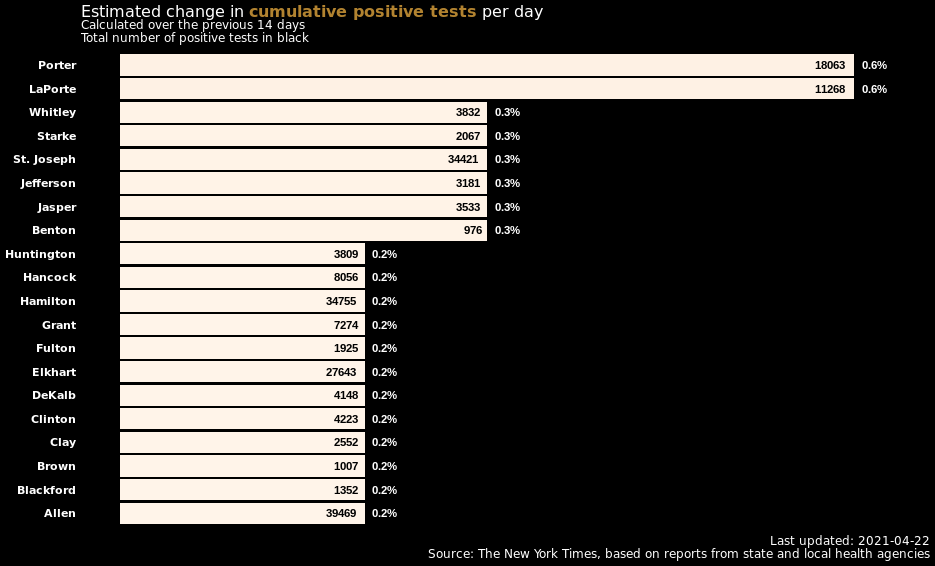 Estimated change in cumulative positive tests per day
Calculated over the previous 14 days
Total number of positive tests in black
Porter 18063 0.6%
LaPorte 11268 0.6%
Whitley 3832 0.3%
Starke 2067 0.3%
St. Joseph 34421 0.3%
Jefferson 3181 0.3%
Jasper 3533 0.3%
Benton 976 0.3%
Huntington 3809 0.2%
Hancock 8056 0.2%
Hamilton 34755 0.2%
Grant 7274 0.2%
Fulton 1925 0.2%
Elkhart 27643 0.2%
DeKalb 4148 0.2%
Clinton 4223 0.2%
Clay 2552 0.2%
Brown 1007 0.2%
Blackford 1352 0.2%
Allen 39469 0.2%
Last updated: 2021-04-22
Source: The New York Times, based on reports from state and local health agencies